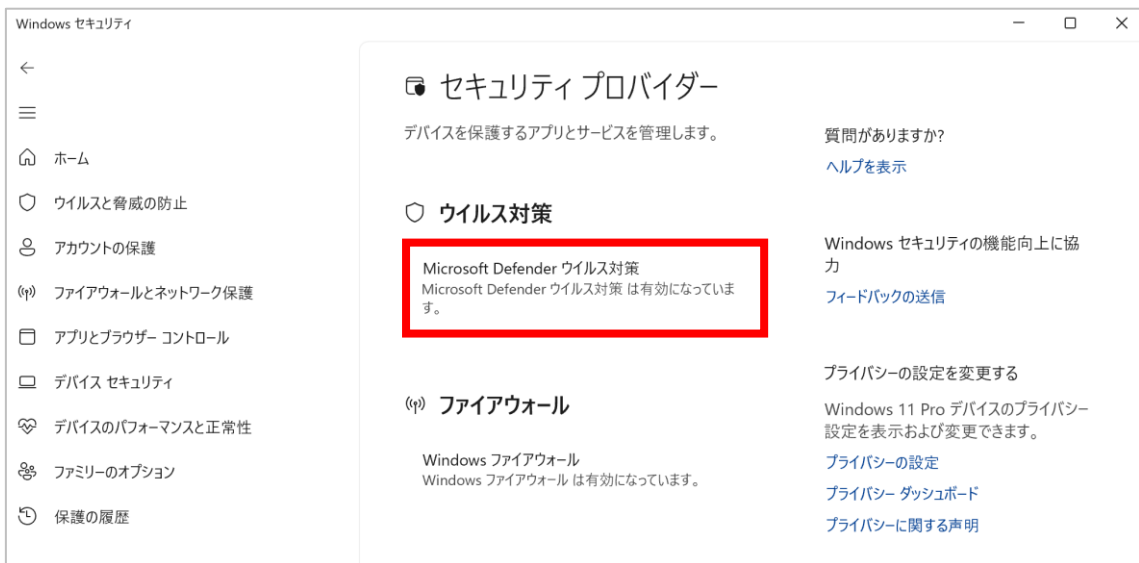 Windows セキュリティ
ホーム
ウイルスと脅威の防止
アカウントの保護
ファイアウォールとネットワーク保護
アプリとブラウザー コントロール
デバイス セキュリティ
デバイスのパフォーマンスと正常性
ファミリーのオプション
保護の履歴
セキュリティ プロバイダー
デバイスを保護するアプリとサービスを管理します。
ウイルス対策
Microsoft Defender ウイルス対策
Microsoft Defender ウイルス対策 は有効になっていま
す。
ファイアウォール
Windows ファイアウォール
Windows ファイアウォール は有効になっています。
質問がありますか?
ヘルプを表示
Windows セキュリティの機能向上に協
力
フィードバックの送信
プライバシーの設定を変更する
Windows 11 Pro デバイスのプライバシー
設定を表示および変更できます。
プライバシーの設定
プライバシー ダッシュボード
プライバシーに関する声明